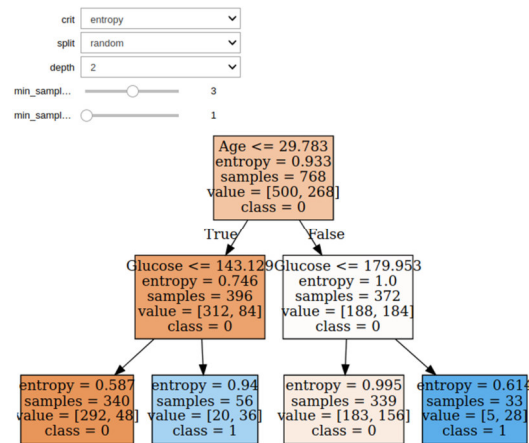 crit
entropy
split
random
depth
2
min_sampl...
3
min_sampl...
1
Age <= 29.783
entropy = 0.933
samples = 768
value = [500, 268]
class = 0
True
False
Glucose <= 143.129
entropy = 0.746
samples = 396
value = [312, 84]
class = 0
Glucose <= 179.953
entropy = 1.0
samples = 372
value = [188, 184]
class = 0
entropy = 0.587
samples = 340
value = [292, 48]
class = 0
entropy = 0.94
samples = 56
value = [20, 36]
class = 1
entropy = 0.995
samples = 339
value = [183, 156]
class = 0
entropy = 0.614
samples = 33
value = [5, 28]
class = 1